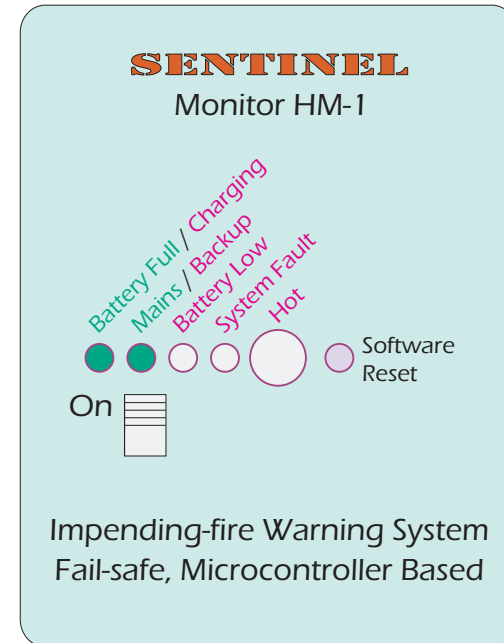 SENTINEL
Monitor HM-1
Battery Full / Charging
Mains / Backup
Battery Low
System Fault
Hot
Software
Reset
On
Impending-fire Warning System
Fail-safe, Microcontroller Based